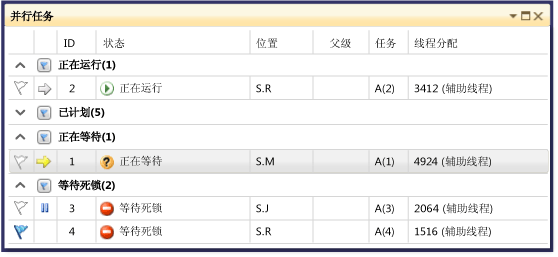 并行任务
ID 状态 位置 父级 任务 线程分配
正在运行(1)
2 正在运行 S.R A(2) 3412 (辅助线程)
已计划(5)
正在等待(1)
1 正在等待 S.M A(1) 4924 (辅助线程)
等待死锁(2)
3 等待死锁 S.J A(3) 2064 (辅助线程)
4 等待死锁 S.R A(4) 1516 (辅助线程)